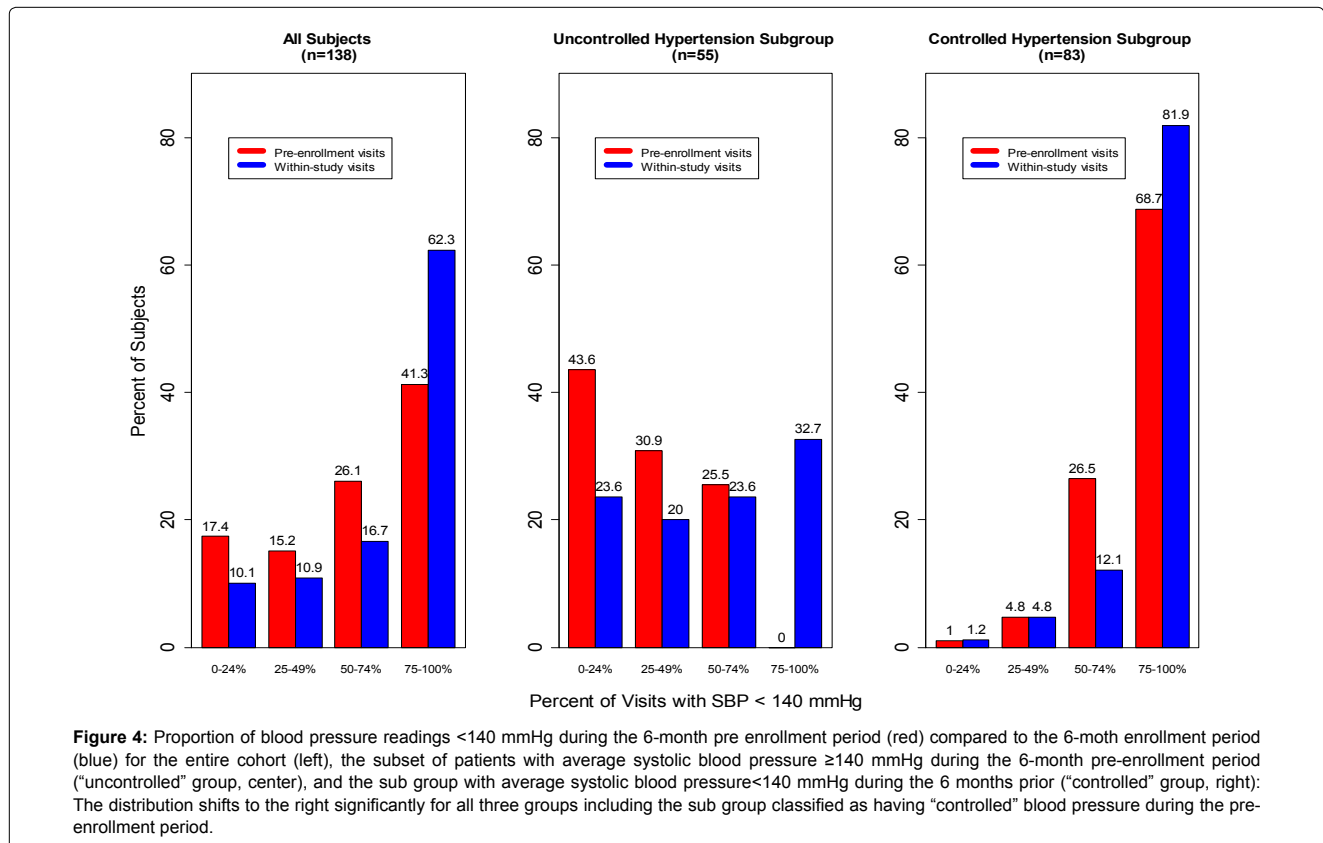 All Subjects
(n=138)
Uncontrolled Hypertension Subgroup
(n=55)
Controlled Hypertension Subgroup
(n=83)
Percent of Subjects
0
20
40
60
80
Pre-enrollment visits
Within-study visits
17.4
10.1
15.2
10.9
26.1
16.7
41.3
62.3
0-24%
25-49%
50-74%
75-100%
0
20
40
60
80
Pre-enrollment visits
Within-study visits
43.6
23.6
30.9
20
25.5
23.6
0
32.7
0-24%
25-49%
50-74%
75-100%
0
20
40
60
80
Pre-enrollment visits
Within-study visits
1
1.2
4.8
4.8
26.5
12.1
68.7
81.9
0-24%
25-49%
50-74%
75-100%
Percent of Visits with SBP < 140 mmHg
Figure 4: Proportion of blood pressure readings <140 mmHg during the 6-month pre enrollment period (red) compared to the 6-moth enrollment period
(blue) for the entire cohort (left), the subset of patients with average systolic blood pressure ≥140 mmHg during the 6-month pre-enrollment period
(“uncontrolled” group, center), and the sub group with average systolic blood pressure<140 mmHg during the 6 months prior (“controlled” group, right):
The distribution shifts to the right significantly for all three groups including the sub group classified as having “controlled” blood pressure during the pre-
enrollment period.